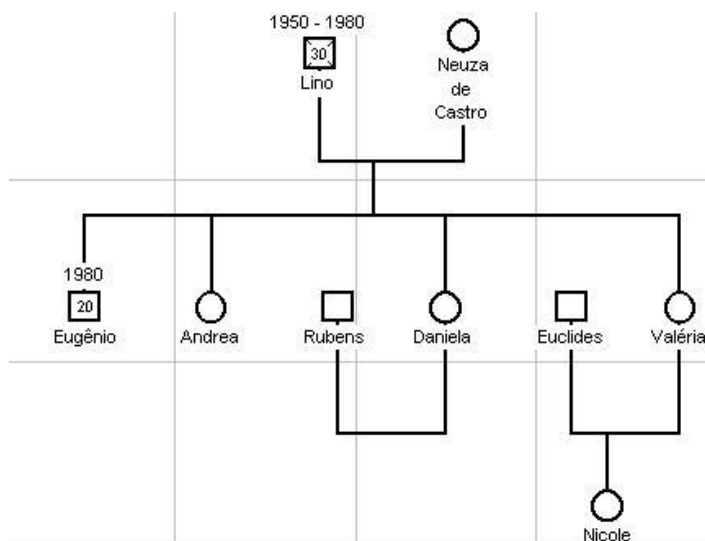 1950 - 1980
30
Lino
Neuza
de
Castro
1980
20
Eugênio
Andrea
Rubens
Daniela
Euclides
Valéria
Nicole